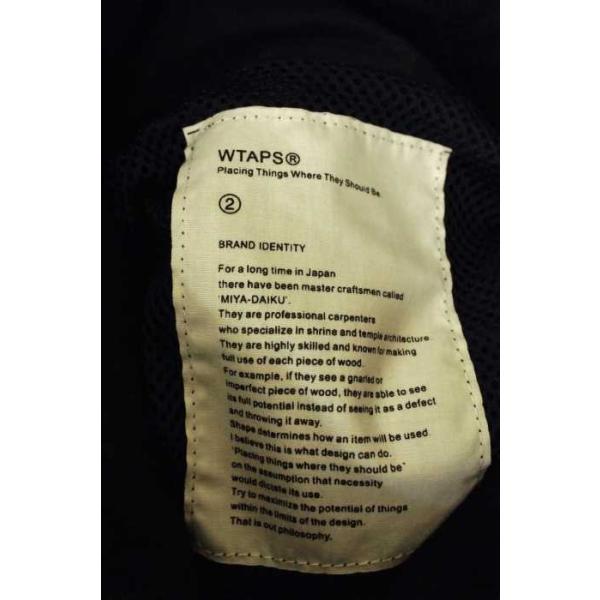 WTAPS®
Placing Things Where They Should Be.
②
BRAND IDENTITY
For a long time in Japan
there have been master craftsmen called
'MIYA-DAIKU'.
They are professional carpenters
who specialize in shrine and temple architecture
They are highly skilled and known for making
full use of each piece of wood.
For example, if they see a gnarled or
imperfect piece of wood, they are able to see
its full potential instead of seeing it as a defect
and throwing it away.
Shape determines how an item will be used.
I believe this is what design can do.
'Placing things where they should be'
on the assumption that necessity
would dictate its use.
Try to maximize the potential of things
within the limits of the design.
That is our philosophy.